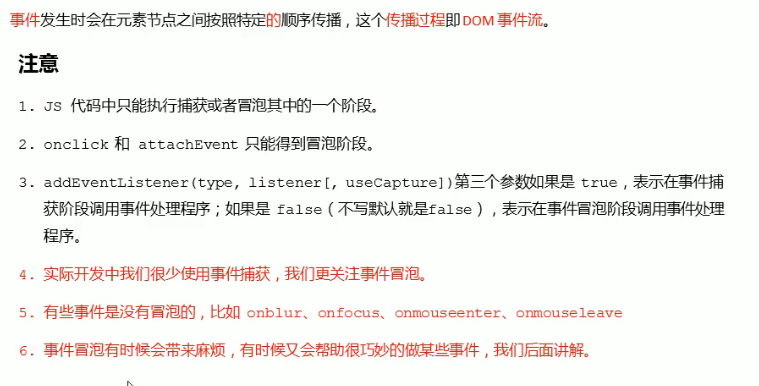 事件发生时会在元素节点之间按照特定的顺序传播，这个传播过程即DOM 事件流。
注意
1. JS 代码中只能执行捕获或者冒泡其中的一个阶段。
2. onclick 和 attachEvent 只能得到冒泡阶段。
3. addEventListener(type, listener[, useCapture])第三个参数如果是 true，表示在事件捕
获阶段调用事件处理程序；如果是 false（不写默认就是false），表示在事件冒泡阶段调用事件处理
程序。
4. 实际开发中我们很少使用事件捕获，我们更关注事件冒泡。
5. 有些事件是没有冒泡的，比如 onblur、onfocus、onmouseenter、onmouseleave
6. 事件冒泡有时候会带来麻烦，有时候又会帮助很巧妙的做某些事件，我们后面讲解。